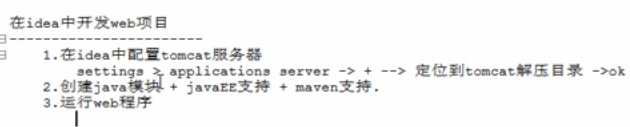 在idea中开发web项目
------------------------
1.在idea中配置tomcat服务器
settings > applications server -> + --> 定位到tomcat解压目录 ->ok
2.创建java模块 + javaEE支持 + maven支持.
3.运行web程序